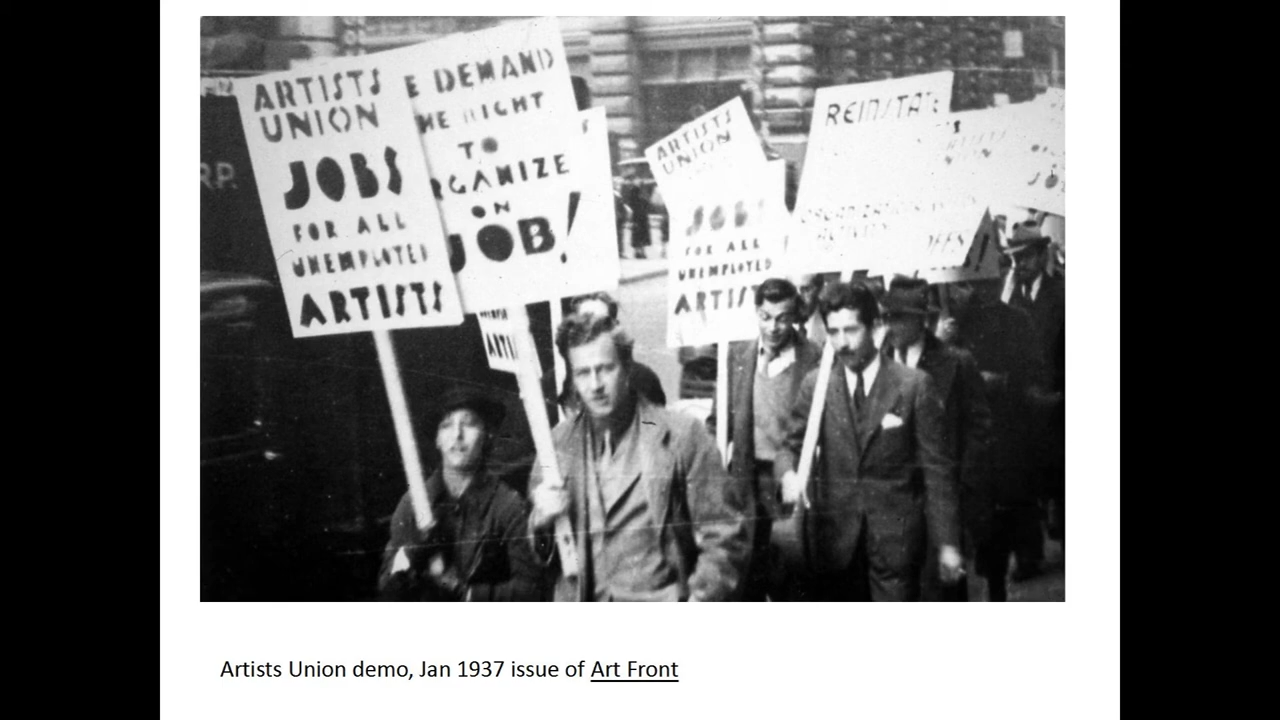 ARTISTS
UNION
JOBS
FOR ALL
UNEMPLOYED
ARTISTS
E DEMAND
HE RIGHT
TO
RGANIZE
ON
JOB!
R.P.
ARTISTS
UNION
JOBS
FOR ALL
UNEMPLOYED
ARTIST
REINSTATE
Artists Union demo, Jan 1937 issue of Art Front